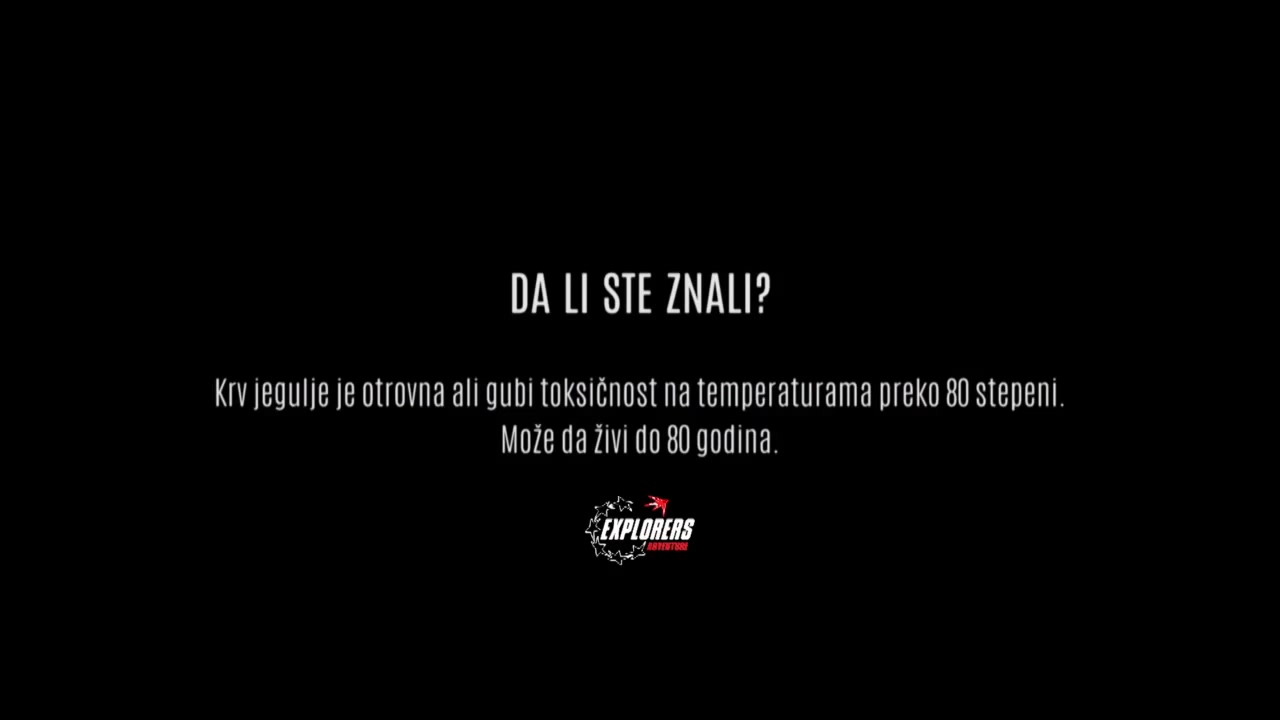 DA LI STE ZNALI?
Krv jegulje je otrovna ali gubi toksičnost na temperaturama preko 80 stepeni.
Može da živi do 80 godina.
EXPLORERS
ADVENTURE